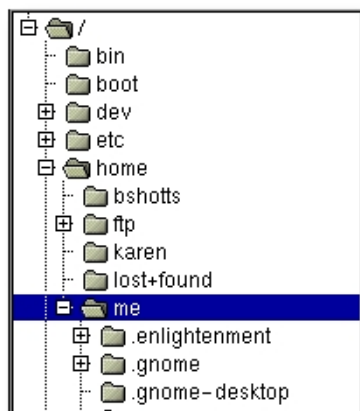 /
bin
boot
dev
etc
home
bshotts
ftp
karen
lost+found
me
.enlightenment
.gnome
.gnome-desktop